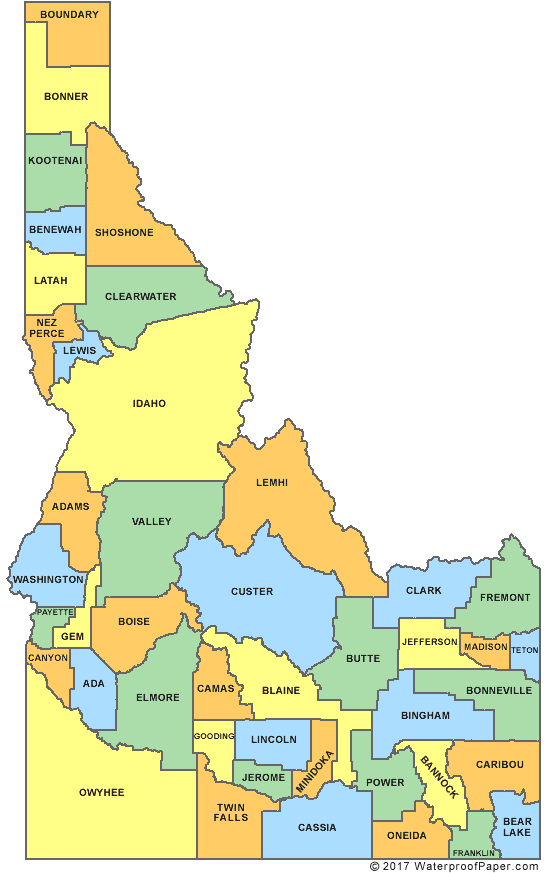 BOUNDARY
BONNER
KOOTENAI
BENEWAH
SHOSHONE
LATAH
CLEARWATER
NEZ
PERCE
LEWIS
IDAHO
LEMHI
ADAMS
VALLEY
WASHINGTON
CUSTER
CLARK
FREMONT
PAYETTE
GEM
BOISE
JEFFERSON
MADISON
TETON
CANYON
ADA
ELMORE
CAMAS
BLAINE
BUTTE
BONNEVILLE
BINGHAM
GOODING
LINCOLN
JEROME
MINIDOKA
POWER
BANNOCK
CARIBOU
OWYHEE
TWIN
FALLS
CASSIA
ONEIDA
FRANKLIN
BEAR
LAKE
© 2017 WaterproofPaper.com